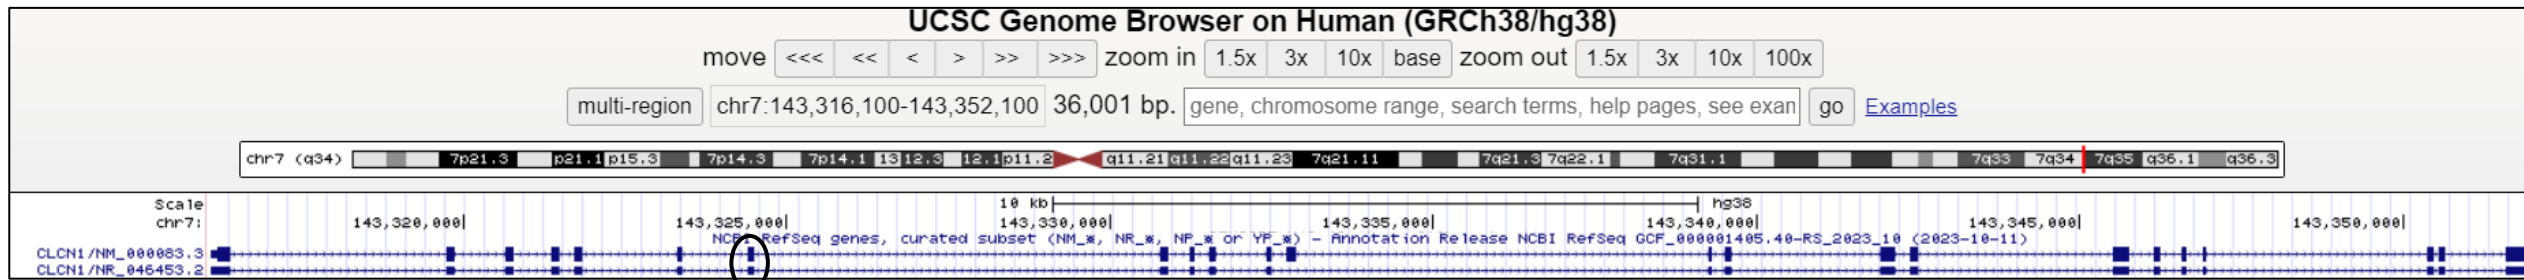 UCSC Genome Browser on Human (GRCh38/hg38)
move <<< << < > >> >>> zoom in 1.5x 3x 10x base zoom out 1.5x 3x 10x 100x
multi-region chr7:143,316,100-143,352,100 36,001 bp. gene, chromosome range, search terms, help pages, see exan go Examples
chr7 (q34) 7p21.3 p21.1 p15.3 7p14.3 7p14.1 13 12.3 12.1 p11.2 q11.21 q11.22 q11.23 7q21.11 7q21.3 7q22.1 7q31.1 7q33 7q34 7q35 q36.1 q36.3
Scale 10 kb hg38
chr7: 143,320,000| 143,325,000| 143,330,000| 143,335,000| 143,340,000| 143,345,000| 143,350,000|
NCBI RefSeq genes, curated subset (NM_*, NR_*, NP_* or YP_*) - Annotation Release NCBI RefSeq GCF_000001405.40-RS_2023_10 (2023-10-11)
CLCN1/NM_000083.3
CLCN1/NR_046453.2